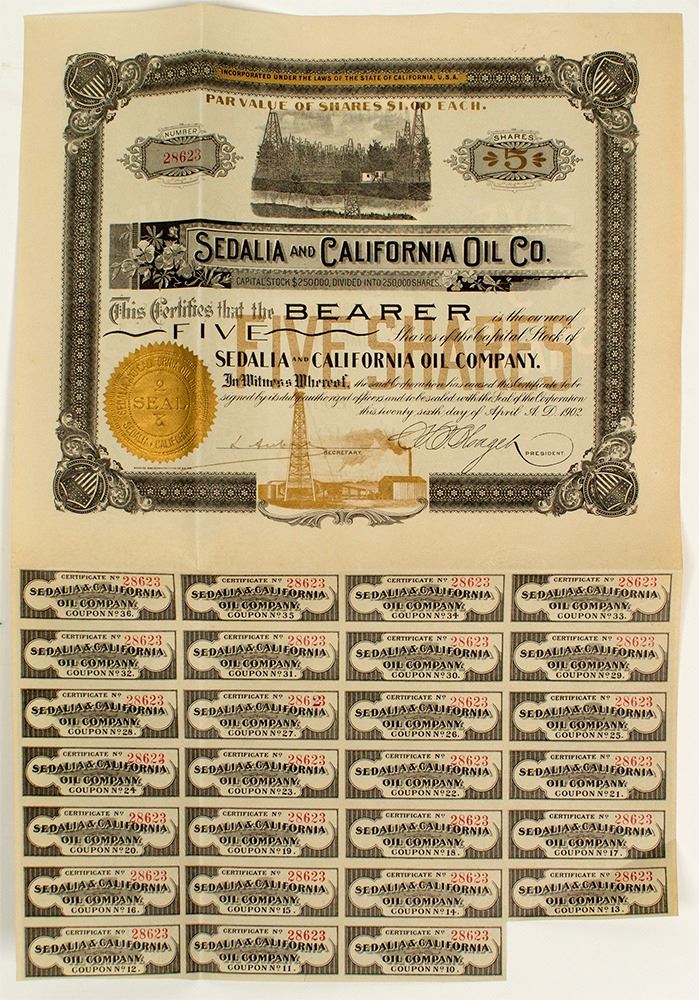 INCORPORATED UNDER THE LAWS OF THE STATE OF CALIFORNIA, U.S.A.
PAR VALUE OF SHARES $1.00 EACH.
NUMBER
28623
SHARES
5
SEDALIA AND CALIFORNIA OIL CO.
CAPITAL STOCK $250000, DIVIDED INTO 250000 SHARES.
This Certifies that the BEARER is the owner of
FIVE Shares of the Capital Stock of
FIVE SHARES
SEDALIA AND CALIFORNIA OIL COMPANY.
In Witness Whereof, the said Corporation has caused this Certificate to be
signed by its duly authorized officers and to be sealed with the Seal of the Corporation
this twenty sixth day of April A.D. 1902.
SEAL
SECRETARY.
PRESIDENT.
CERTIFICATE Nº 28623
SEDALIA & CALIFORNIA
OIL COMPANY.
COUPON Nº 36.
CERTIFICATE Nº 28623
SEDALIA & CALIFORNIA
OIL COMPANY.
COUPON Nº 35
CERTIFICATE Nº 28623
SEDALIA & CALIFORNIA
OIL COMPANY.
COUPON Nº 34
CERTIFICATE Nº 28623
SEDALIA & CALIFORNIA
OIL COMPANY.
COUPON Nº 33.
CERTIFICATE Nº 28623
SEDALIA & CALIFORNIA
OIL COMPANY.
COUPON Nº 32.
CERTIFICATE Nº 28623
SEDALIA & CALIFORNIA
OIL COMPANY.
COUPON Nº 31.
CERTIFICATE Nº 28623
SEDALIA & CALIFORNIA
OIL COMPANY.
COUPON Nº 30.
CERTIFICATE Nº 28623
SEDALIA & CALIFORNIA
OIL COMPANY.
COUPON Nº 29.
CERTIFICATE Nº 28623
SEDALIA & CALIFORNIA
OIL COMPANY.
COUPON Nº 28.
CERTIFICATE Nº 28623
SEDALIA & CALIFORNIA
OIL COMPANY.
COUPON Nº 27.
CERTIFICATE Nº 28623
SEDALIA & CALIFORNIA
OIL COMPANY.
COUPON Nº 26.
CERTIFICATE Nº 28623
SEDALIA & CALIFORNIA
OIL COMPANY.
COUPON Nº 25.
CERTIFICATE Nº 28623
SEDALIA & CALIFORNIA
OIL COMPANY.
COUPON Nº 24
CERTIFICATE Nº 28623
SEDALIA & CALIFORNIA
OIL COMPANY.
COUPON Nº 23.
CERTIFICATE Nº 28623
SEDALIA & CALIFORNIA
OIL COMPANY.
COUPON Nº 22.
CERTIFICATE Nº 28623
SEDALIA & CALIFORNIA
OIL COMPANY.
COUPON Nº 21.
CERTIFICATE Nº 28623
SEDALIA & CALIFORNIA
OIL COMPANY.
COUPON Nº 20.
CERTIFICATE Nº 28623
SEDALIA & CALIFORNIA
OIL COMPANY.
COUPON Nº 19.
CERTIFICATE Nº 28623
SEDALIA & CALIFORNIA
OIL COMPANY.
COUPON Nº 18.
CERTIFICATE Nº 28623
SEDALIA & CALIFORNIA
OIL COMPANY.
COUPON Nº 17.
CERTIFICATE Nº 28623
SEDALIA & CALIFORNIA
OIL COMPANY.
COUPON Nº 16.
CERTIFICATE Nº 28623
SEDALIA & CALIFORNIA
OIL COMPANY.
COUPON Nº 15.
CERTIFICATE Nº 28623
SEDALIA & CALIFORNIA
OIL COMPANY.
COUPON Nº 14.
CERTIFICATE Nº 28623
SEDALIA & CALIFORNIA
OIL COMPANY.
COUPON Nº 13.
CERTIFICATE Nº 28623
SEDALIA & CALIFORNIA
OIL COMPANY.
COUPON Nº 12.
CERTIFICATE Nº 28623
SEDALIA & CALIFORNIA
OIL COMPANY.
COUPON Nº 11.
CERTIFICATE Nº 28623
SEDALIA & CALIFORNIA
OIL COMPANY.
COUPON Nº 10.